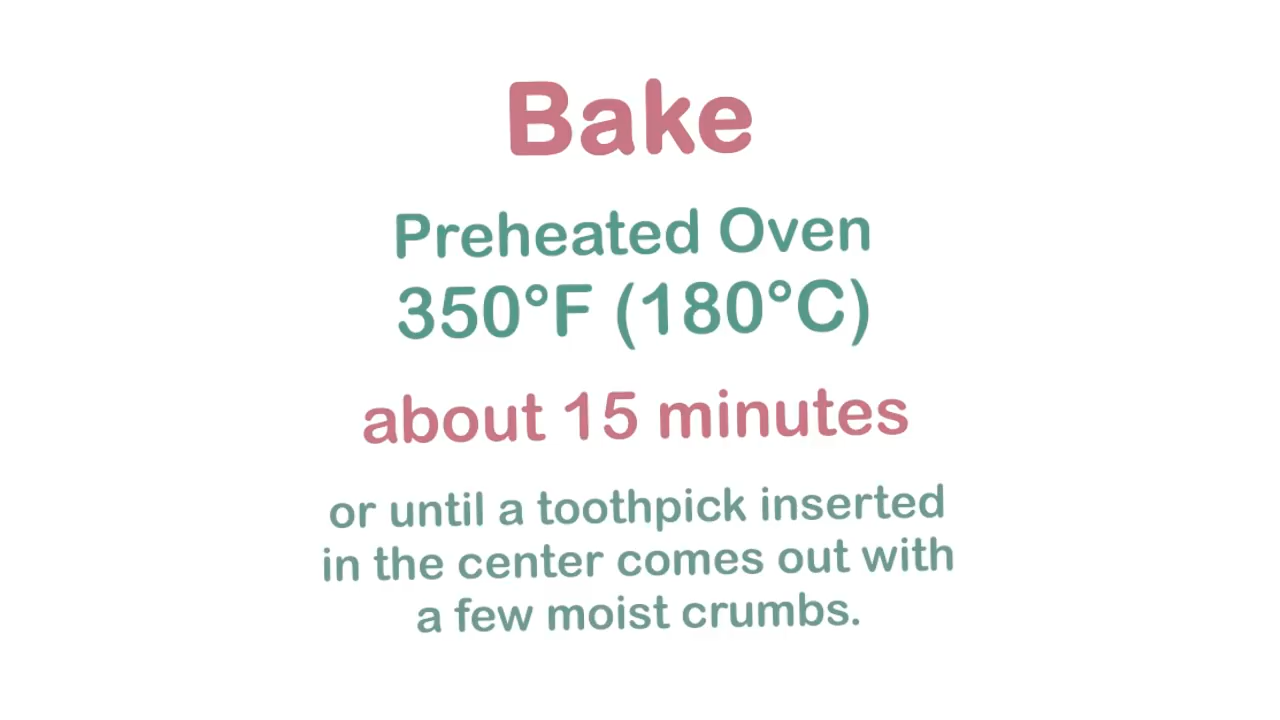 Bake
Preheated Oven
350°F (180°C)
about 15 minutes
or until a toothpick inserted
in the center comes out with
a few moist crumbs.